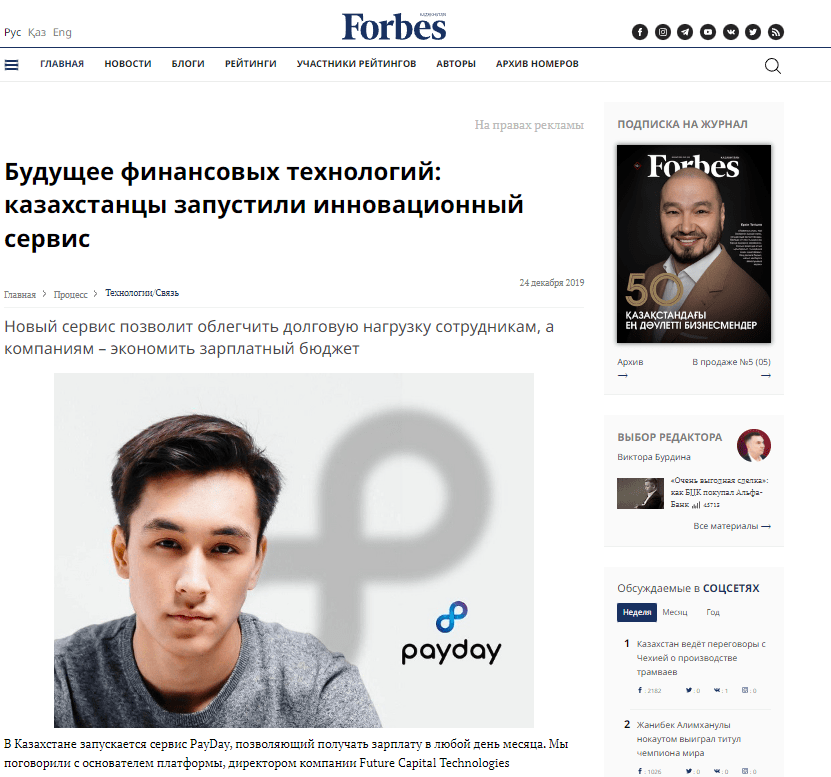 Рус Қаз Eng
KAZAKHSTAN
Forbes
ГЛАВНАЯ НОВОСТИ БЛОГИ РЕЙТИНГИ УЧАСТНИКИ РЕЙТИНГОВ АВТОРЫ АРХИВ НОМЕРОВ
На правах рекламы
Будущее финансовых технологий:
казахстанцы запустили инновационный
сервис
24 декабря 2019
Главная > Процесс > Технологии/Связь
Новый сервис позволит облегчить долговую нагрузку сотрудникам, а
компаниям – экономить зарплатный бюджет
payday
В Казахстане запускается сервис PayDay, позволяющий получать зарплату в любой день месяца. Мы
поговорили с основателем платформы, директором компании Future Capital Technologies
ПОДПИСКА НА ЖУРНАЛ
Forbes
50
ҚАЗАҚСТАНДАҒЫ
ЕҢ ДӘУЛЕТТІ БИЗНЕСМЕНДЕР
Архив
В продаже №5 (05)
ВЫБОР РЕДАКТОРА
Виктора Бурдина
«Очень выгодная сделка»:
как БЦК покупал Альфа-
Банк 45713
Все материалы
Обсуждаемые в СОЦСЕТЯХ
Неделя Месяц Год
1 Казахстан ведёт переговоры с
Чехией о производстве
трамваев
: 2182 : 0 : 1 : 0
2 Жанибек Алимханулы
нокаутом выиграл титул
чемпиона мира
: 1026 : 0 : 0 : 0